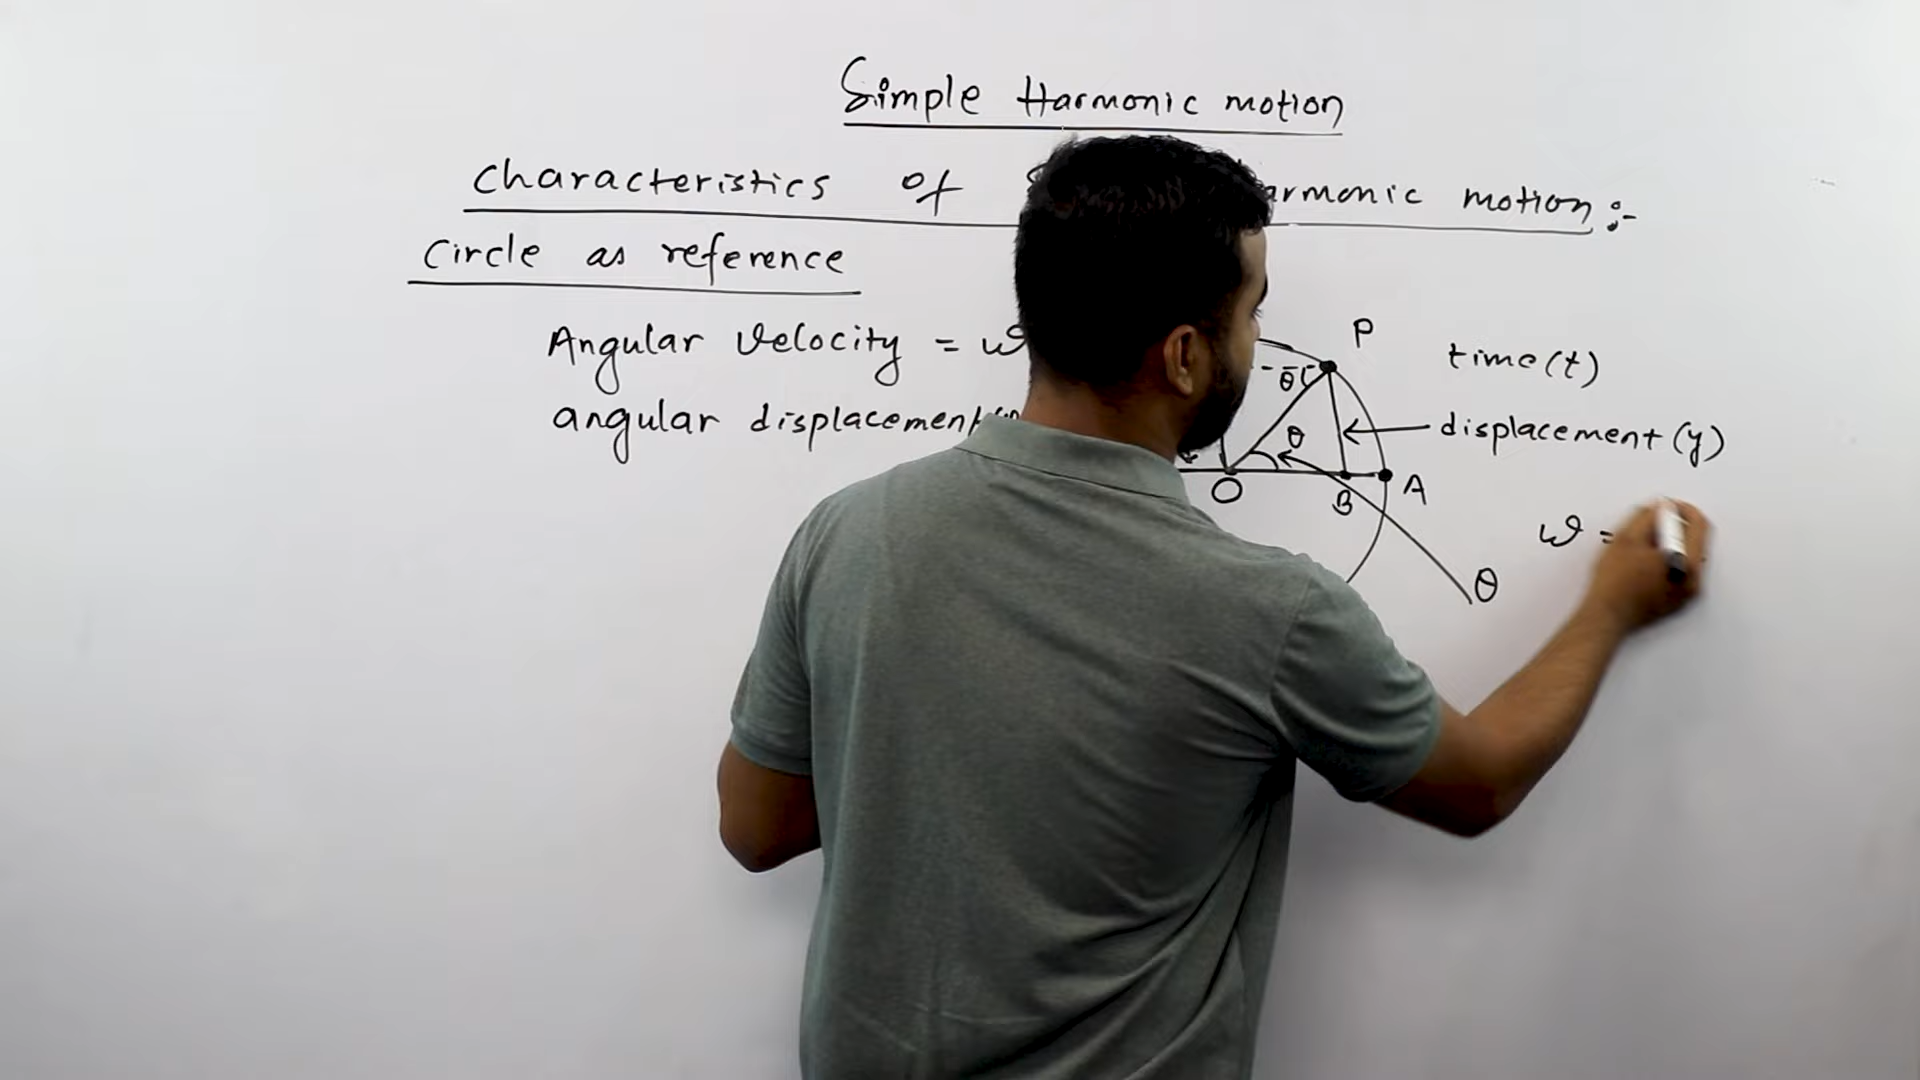 Simple Harmonic motion
characteristics of armonic motion :-
circle as reference
Angular velocity = ω
angular displacement
P
time (t)
θ
θ
displacement (y)
O
B
A
ω =
θ